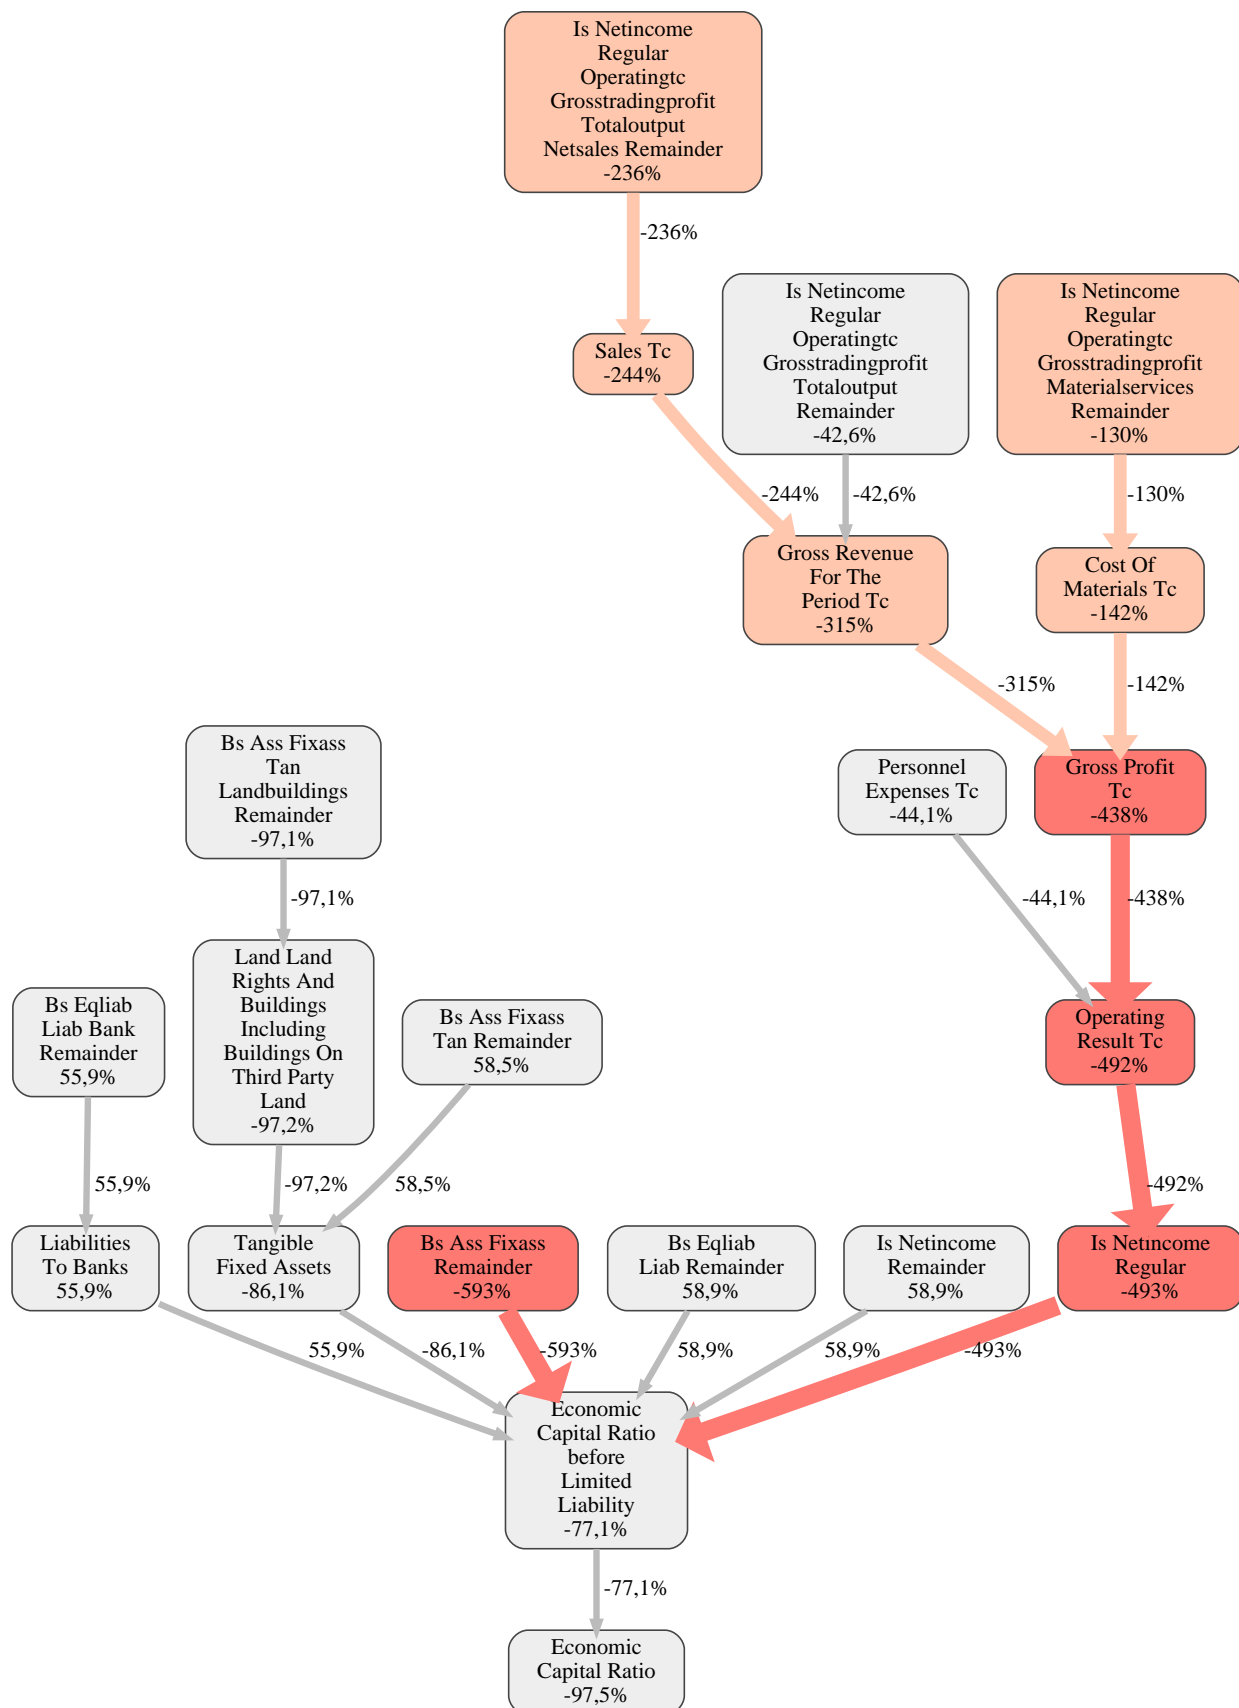 Is Netincome
Regular
Operatingtc
Grosstradingprofit
Totaloutput
Netsales Remainder
-236%
-236%
Is Netincome
Regular
Operatingtc
Grosstradingprofit
Totaloutput
Remainder
-42,6%
Is Netincome
Regular
Operatingtc
Grosstradingprofit
Materialservices
Remainder
-130%
Sales Tc
-244%
-244%
-42,6%
-130%
Gross Revenue
For The
Period Tc
-315%
Cost Of
Materials Tc
-142%
-315%
-142%
Bs Ass Fixass
Tan
Landbuildings
Remainder
-97,1%
Personnel
Expenses Tc
-44,1%
Gross Profit
Tc
-438%
-97,1%
-44,1%
-438%
Bs Eqliab
Liab Bank
Remainder
55,9%
Land Land
Rights And
Buildings
Including
Buildings On
Third Party
Land
-97,2%
Bs Ass Fixass
Tan Remainder
58,5%
Operating
Result Tc
-492%
55,9%
-97,2%
58,5%
-492%
Liabilities
To Banks
55,9%
Tangible
Fixed Assets
-86,1%
Bs Ass Fixass
Remainder
-593%
Bs Eqliab
Liab Remainder
58,9%
Is Netincome
Remainder
58,9%
Is Netincome
Regular
-493%
55,9%
-86,1%
-593%
58,9%
58,9%
-493%
Economic
Capital Ratio
before
Limited
Liability
-77,1%
-77,1%
Economic
Capital Ratio
-97,5%